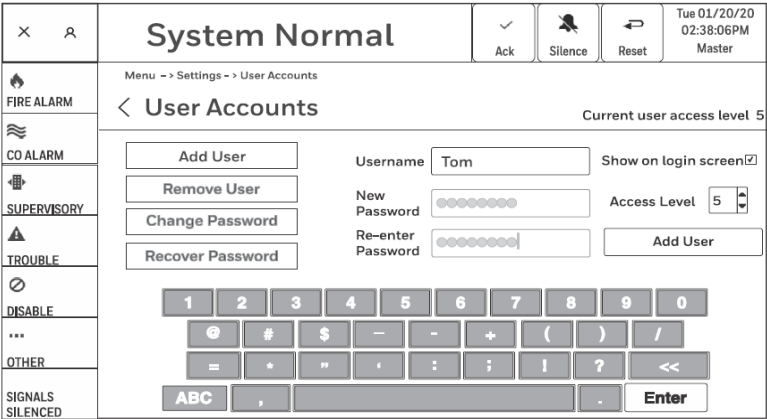 System Normal
Ack
Silence
Reset
Tue 01/20/20
02:38:06PM
Master
Menu -> Settings -> User Accounts
< User Accounts
Current user access level 5
FIRE ALARM
CO ALARM
SUPERVISORY
TROUBLE
DISABLE
OTHER
SIGNALS
SILENCED
Add User
Remove User
Change Password
Recover Password
Username
Tom
Show on login screen
New
Password
Access Level
5
Re-enter
Password
Add User
1 2 3 4 5 6 7 8 9 0
@ # $ — - + ( ) /
= * " ‘ : ; ! ? <<
ABC , . Enter